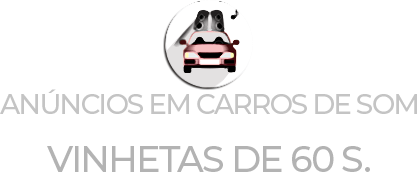 ANÚNCIOS EM CARROS DE SOM
VINHETAS DE 60 S.